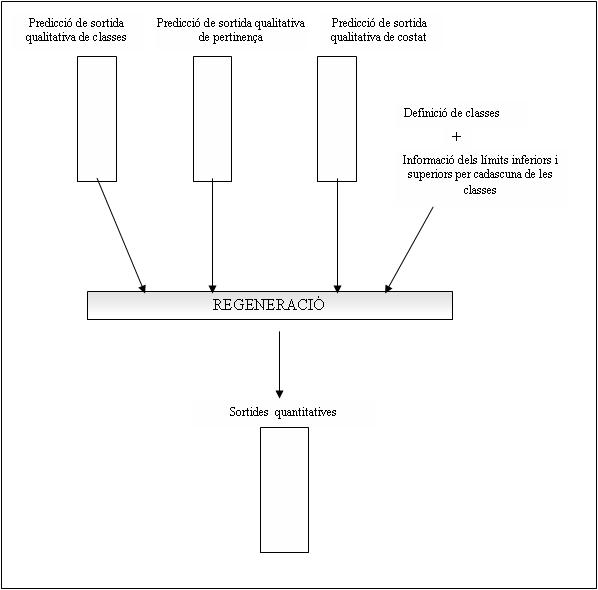 Predicció de sortida
qualitativa de classes
Predicció de sortida qualitativa
de pertinença
Predicció de sortida
qualitativa de costat
Definició de classes
+
Informació dels límits inferiors i
superiors per cadascuna de les
classes
REGENERACIÓ
Sortides quantitatives